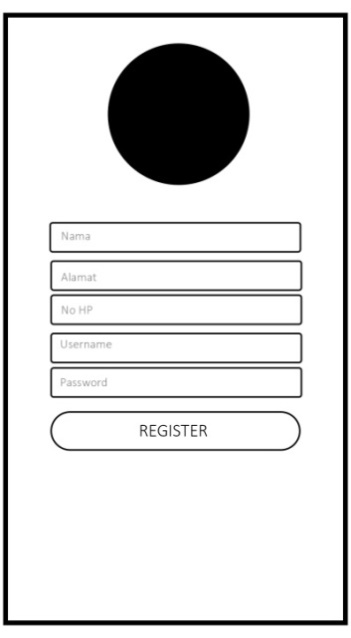 Nama
Alamat
No HP
Username
Password
REGISTER